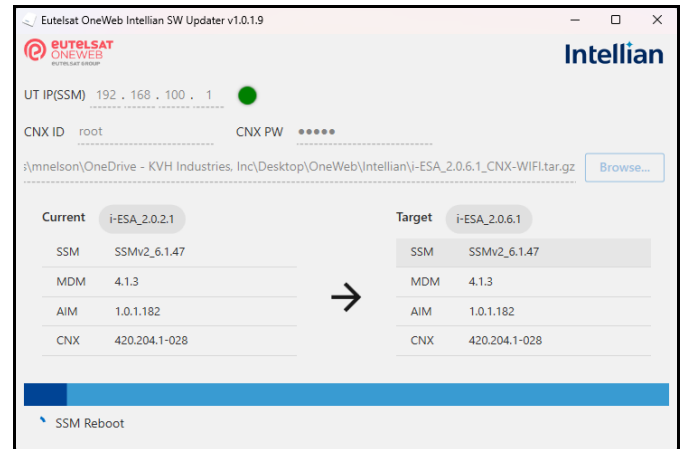 Eutelsat OneWeb Intellian SW Updater v1.0.1.9
eutelsat
ONEWEB
EUTELSAT GROUP
Intellian
UT IP(SSM) 192 . 168 . 100 . 1
CNX ID root CNX PW •••••
s\mnelson\OneDrive - KVH Industries, Inc\Desktop\OneWeb\Intellian\i-ESA_2.0.6.1_CNX-WIFI.tar.gz Browse...
Current i-ESA_2.0.2.1 Target i-ESA_2.0.6.1
SSM SSMv2_6.1.47 SSM SSMv2_6.1.47
MDM 4.1.3 MDM 4.1.3
AIM 1.0.1.182 AIM 1.0.1.182
CNX 420.204.1-028 CNX 420.204.1-028
SSM Reboot